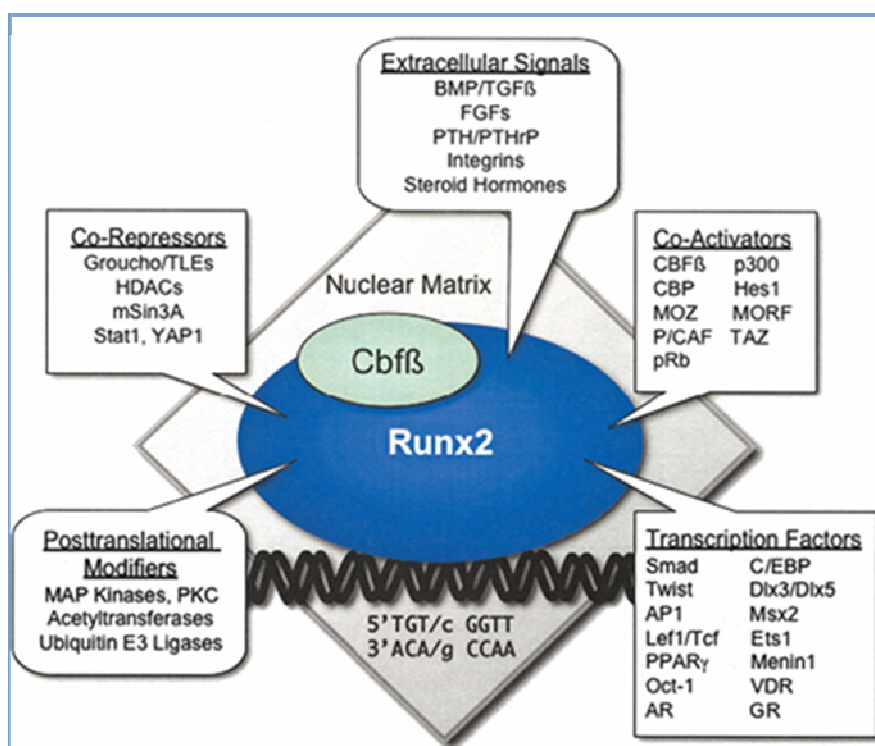 Extracellular Signals
BMP/TGFß
FGFs
PTH/PTHrP
Integrins
Steroid Hormones
Co-Repressors
Groucho/TLEs
HDACs
mSin3A
Stat1, YAP1
Nuclear Matrix
Co-Activators
CBFß p300
CBP Hes1
MOZ MORF
P/CAF TAZ
pRb
Cbfß
Runx2
Posttranslational
Modifiers
MAP Kinases, PKC
Acetyltransferases
Ubiquitin E3 Ligases
5'TGT/c GGTT
3'ACA/g CCAA
Transcription Factors
Smad C/EBP
Twist Dlx3/Dlx5
AP1 Msx2
Lef1/Tcf Ets1
PPARγ Menin1
Oct-1 VDR
AR GR